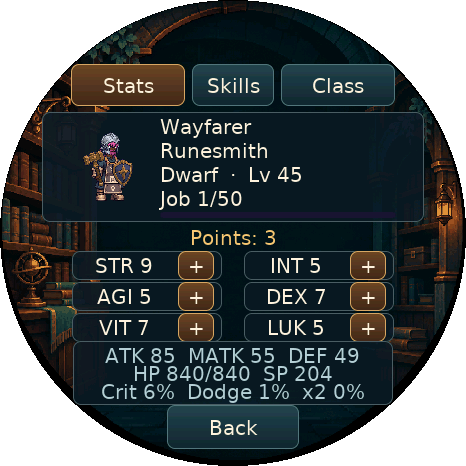 Stats Skills Class
Wayfarer
Runesmith
Dwarf · Lv 45
Job 1/50
Points: 3
STR 9 + INT 5 +
AGI 5 + DEX 7 +
VIT 7 + LUK 5 +
ATK 85 MATK 55 DEF 49
HP 840/840 SP 204
Crit 6% Dodge 1% x2 0%
Back